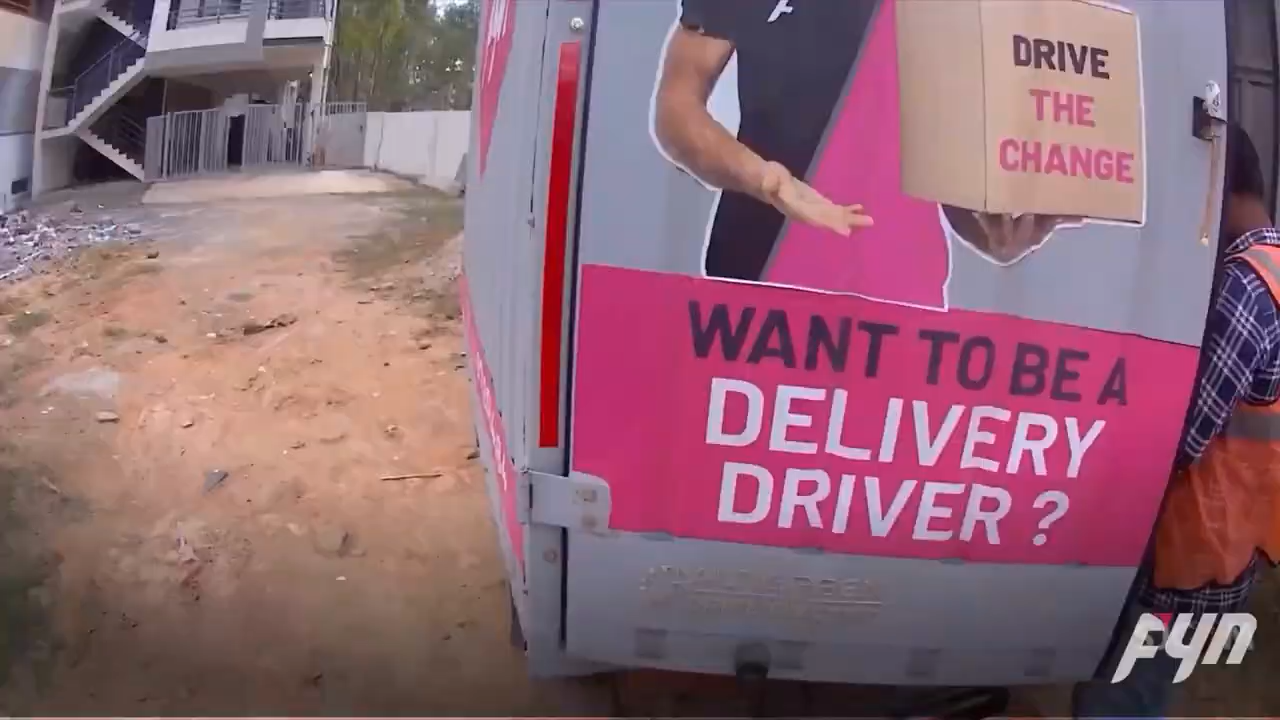 DRIVE
THE
CHANGE
WANT TO BE A
DELIVERY
DRIVER ?
Fyn